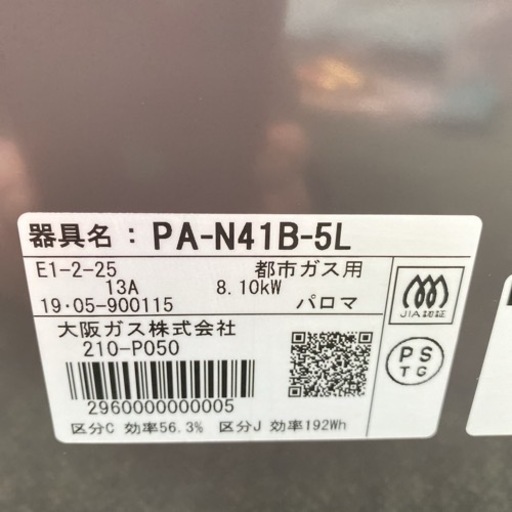 器具名：PA-N41B-5L
E1-2-25 都市ガス用
13A 8.10kW
19・05-900115 パロマ
大阪ガス株式会社
210-P050
2960000000005
区分C 効率56.3% 区分J 効率192Wh
JIA認証
PS
TG